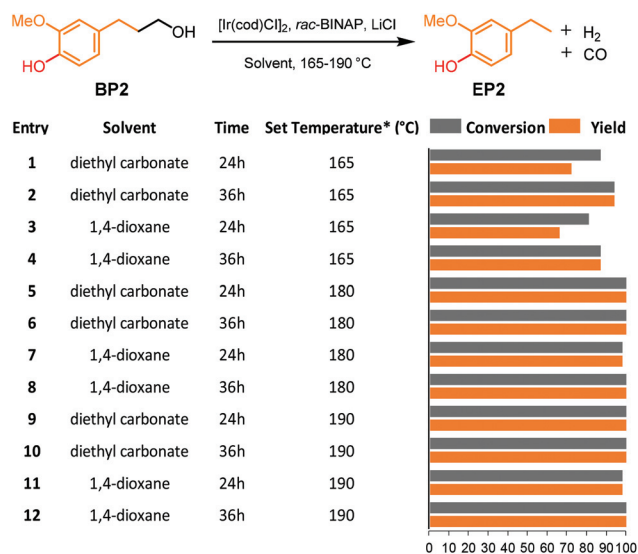 MeO
HO
OH
BP2
[Ir(cod)Cl]2, rac-BINAP, LiCl
Solvent, 165-190 °C
MeO
HO
EP2
+ H2
+ CO
Entry Solvent Time Set Temperature* (°C) Conversion Yield
1 diethyl carbonate 24h 165
2 diethyl carbonate 36h 165
3 1,4-dioxane 24h 165
4 1,4-dioxane 36h 165
5 diethyl carbonate 24h 180
6 diethyl carbonate 36h 180
7 1,4-dioxane 24h 180
8 1,4-dioxane 36h 180
9 diethyl carbonate 24h 190
10 diethyl carbonate 36h 190
11 1,4-dioxane 24h 190
12 1,4-dioxane 36h 190
0 10 20 30 40 50 60 70 80 90 100